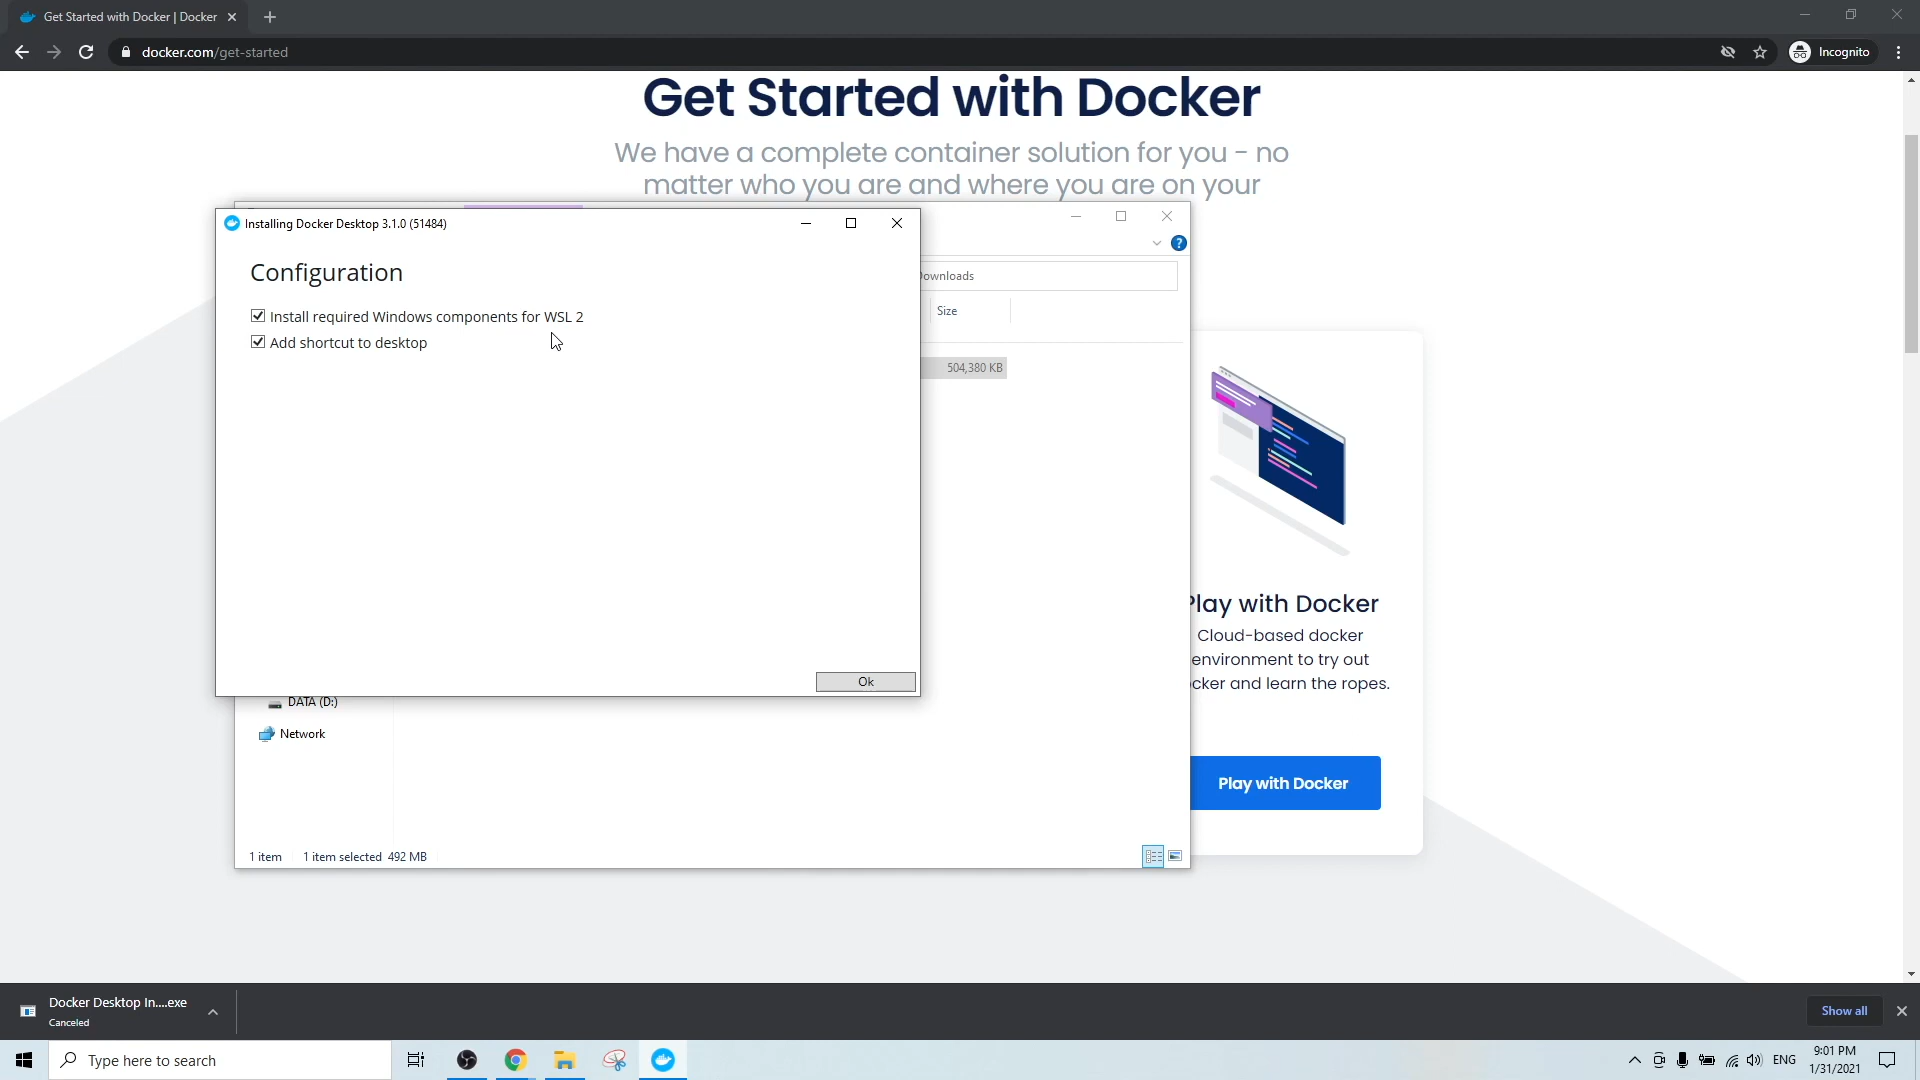 Get Started with Docker | Docker
docker.com/get-started
Incognito
Get Started with Docker
We have a complete container solution for you - no
matter who you are and where you are on your
Installing Docker Desktop 3.1.0 (51484)
Configuration
Install required Windows components for WSL 2
Add shortcut to desktop
Ok
?
Downloads
Size
504,380 KB
DATA (D:)
Network
1 item
1 item selected 492 MB
Play with Docker
Cloud-based docker
environment to try out
cker and learn the ropes.
Play with Docker
Docker Desktop In....exe
Canceled
Show all
Type here to search
ENG
9:01 PM
1/31/2021